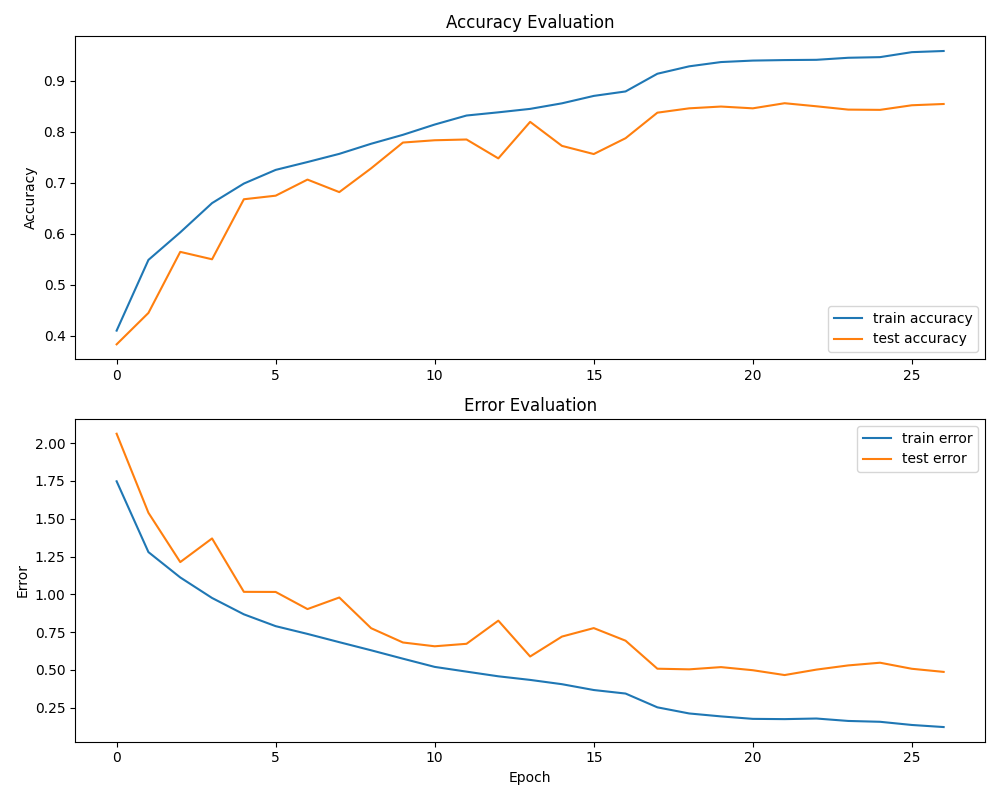 Accuracy Evaluation
0.9
0.8
0.7
0.6
0.5
0.4
Accuracy
train accuracy
test accuracy
0 5 10 15 20 25
Error Evaluation
2.00
1.75
1.50
1.25
1.00
0.75
0.50
0.25
Error
train error
test error
0 5 10 15 20 25
Epoch